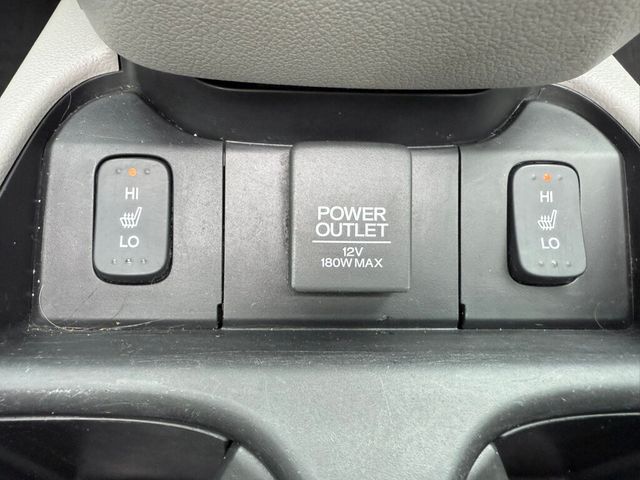 HI
LO
POWER
OUTLET
12V
180W MAX
HI
LO